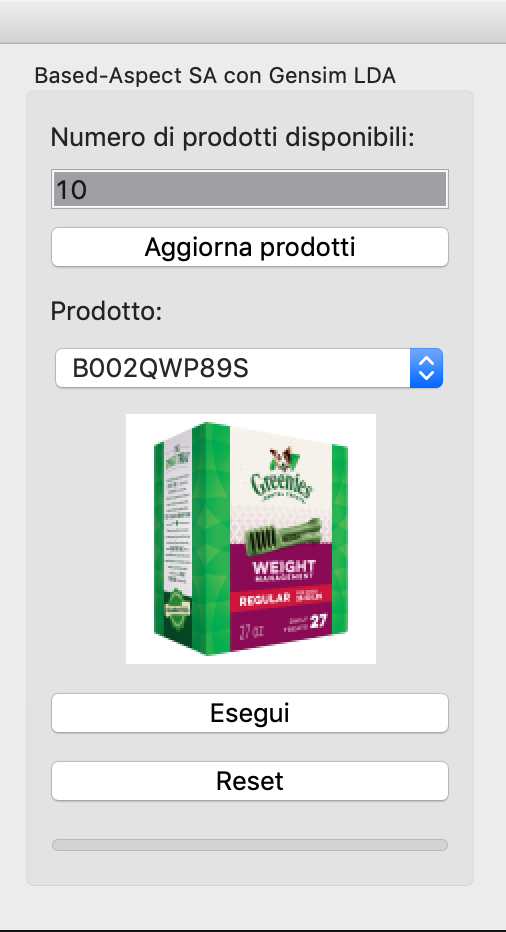 Based-Aspect SA con Gensim LDA
Numero di prodotti disponibili:
10
Aggiorna prodotti
Prodotto:
B002QWP89S
Greenies
WEIGHT
MANAGEMENT
REGULAR
27 oz
27
Esegui
Reset